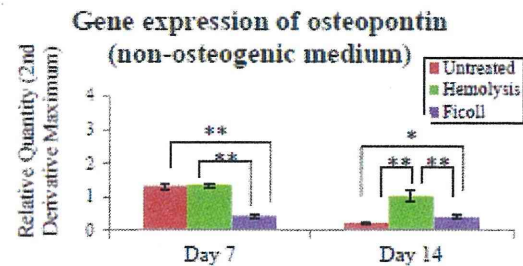 Gene expression of osteopontin
(non-osteogenic medium)
Relative Quantity (2nd
Derivative Maximum)
Untreated
Hemolysis
Ficoll
4
3
2
1
0
**
**
*
**
**
Day 7
Day 14